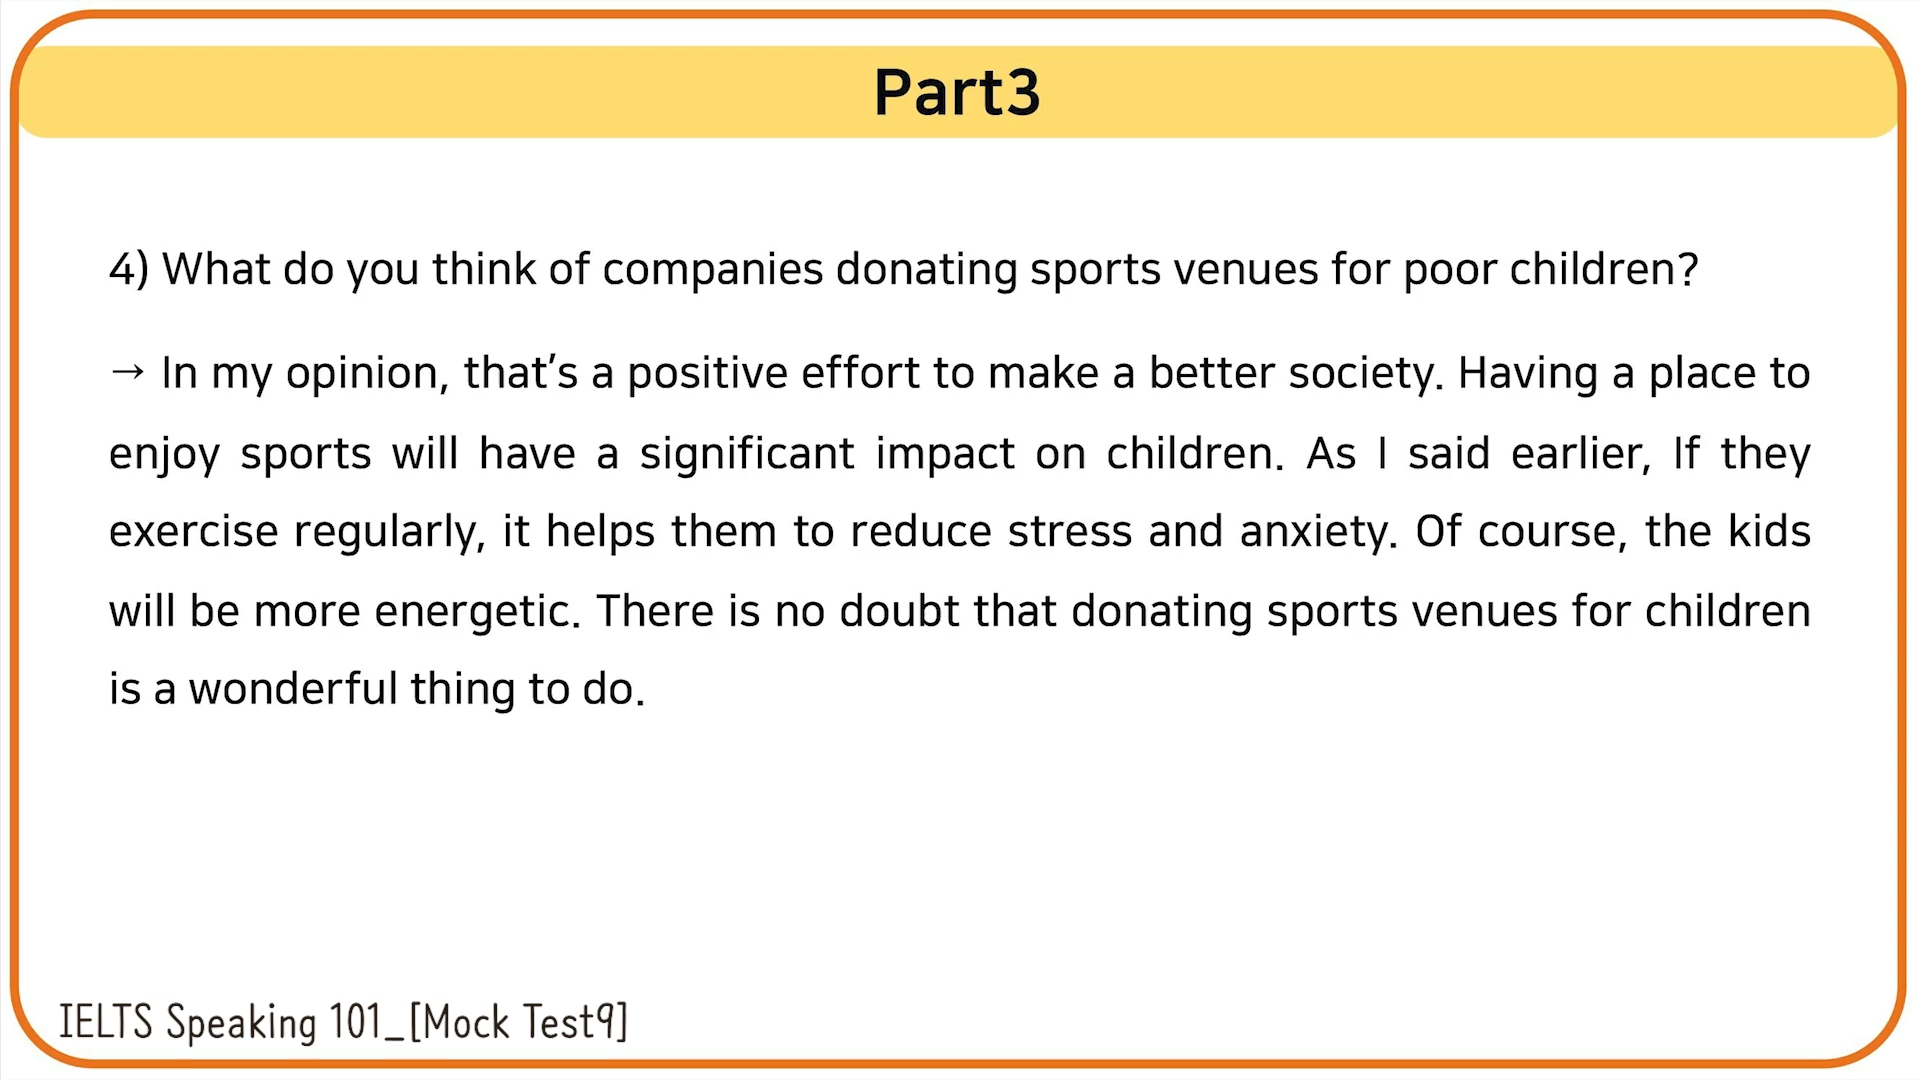 Part3
4) What do you think of companies donating sports venues for poor children?
→ In my opinion, that's a positive effort to make a better society. Having a place to
enjoy sports will have a significant impact on children. As I said earlier, If they
exercise regularly, it helps them to reduce stress and anxiety. Of course, the kids
will be more energetic. There is no doubt that donating sports venues for children
is a wonderful thing to do.
IELTS Speaking 101_[Mock Test9]